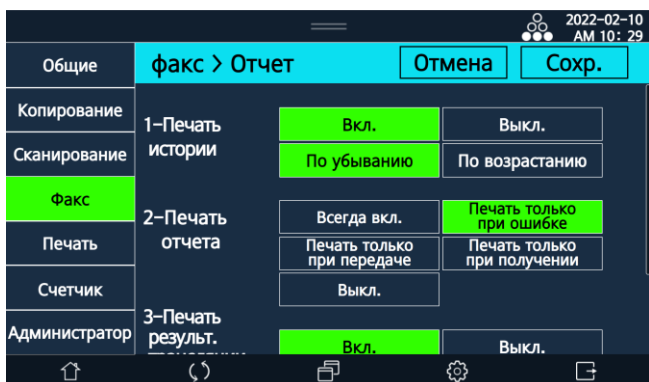 2022-02-10
AM 10: 29
Общие
факс > Отчет
Отмена
Сохр.
Копирование
Сканирование
Факс
Печать
Счетчик
Администратор
1-Печать
истории
Вкл.
Выкл.
По убыванию
По возрастанию
2-Печать
отчета
Всегда вкл.
Печать только
при ошибке
Печать только
при передаче
Печать только
при получении
Выкл.
3-Печать
результ.
Вкл.
Выкл.